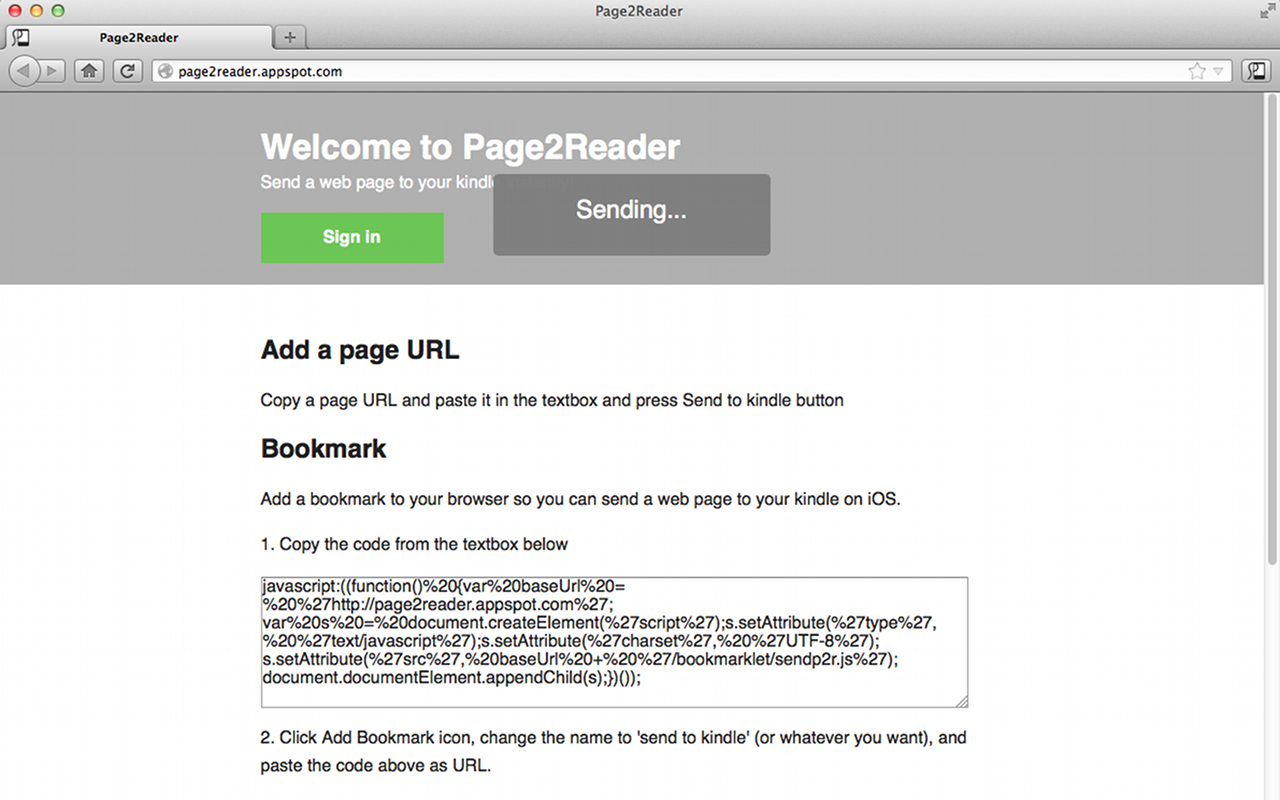 Page2Reader
Page2Reader
page2reader.appspot.com
Welcome to Page2Reader
Send a web page to your
Sending...
Sign in
Add a page URL
Copy a page URL and paste it in the textbox and press Send to kindle button
Bookmark
Add a bookmark to your browser so you can send a web page to your kindle on iOS.
1. Copy the code from the textbox below
javascript:((function()%20{var%20baseUrl%20=
%20%27http://page2reader.appspot.com%27;
var%20s%20=%20document.createElement(%27script%27);s.setAttribute(%27type%27,
%20%27text/javascript%27);s.setAttribute(%27charset%27,%20%27UTF-8%27);
s.setAttribute(%27src%27,%20baseUrl%20+%20%27/bookmarklet/sendp2r.js%27);
document.documentElement.appendChild(s);})());
2. Click Add Bookmark icon, change the name to 'send to kindle' (or whatever you want), and
paste the code above as URL.